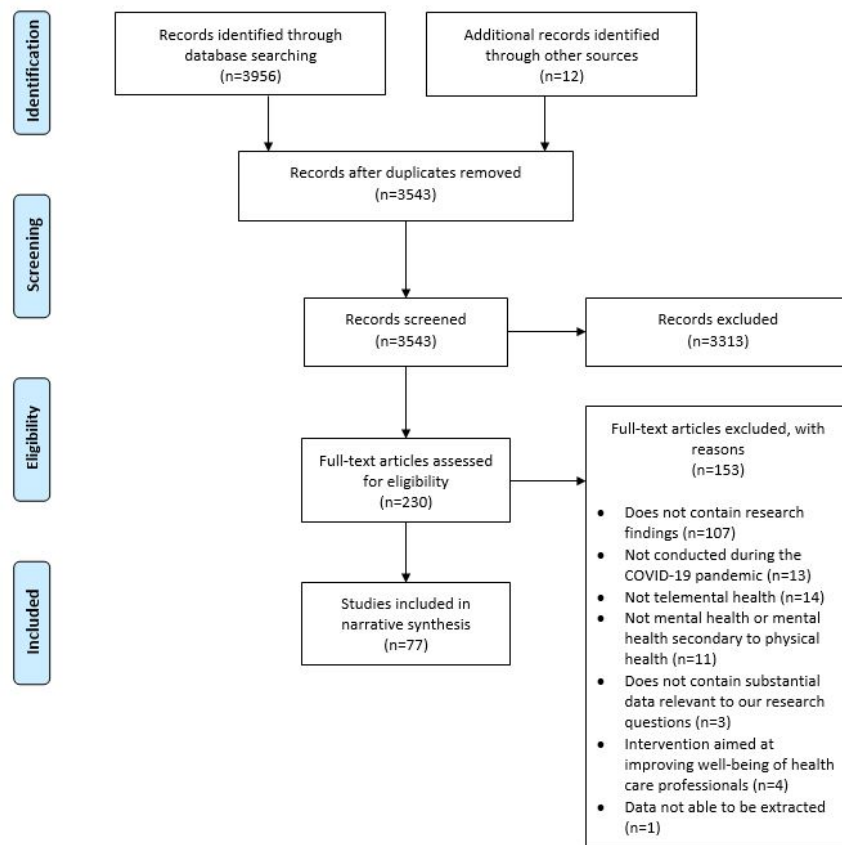 Identification
Records identified through
database searching
(n=3956)
Additional records identified
through other sources
(n=12)
Records after duplicates removed
(n=3543)
Screening
Records screened
(n=3543)
Records excluded
(n=3313)
Eligibility
Full-text articles assessed
for eligibility
(n=230)
Full-text articles excluded, with
reasons
(n=153)
● Does not contain research
findings (n=107)
● Not conducted during the
COVID-19 pandemic (n=13)
● Not telemental health (n=14)
● Not mental health or mental
health secondary to physical
health (n=11)
● Does not contain substantial
data relevant to our research
questions (n=3)
● Intervention aimed at
improving well-being of health
care professionals (n=4)
● Data not able to be extracted
(n=1)
Included
Studies included in
narrative synthesis
(n=77)